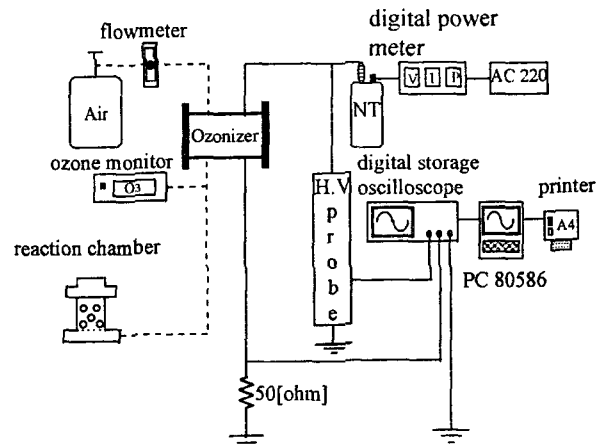 flowmeter
digital power
meter
Air
Ozonizer
NT
V I P
AC 220
ozone monitor
O3
H.V
p
r
o
b
e
digital storage
oscilloscope
printer
A4
PC 80586
reaction chamber
50[ohm]